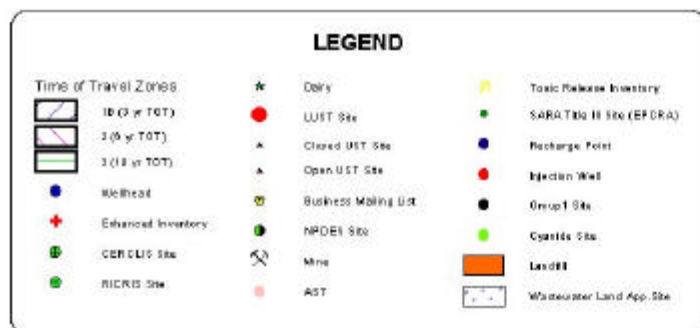 LEGEND
Time of Travel Zones
1B (3 yr TOT)
2 (6 yr TOT)
3 (10 yr TOT)
Wellhead
Enhanced Inventory
CERCLIS Site
RICRIS Site
Dairy
LUST Site
Closed UST Site
Open UST Site
Business Mailing List
NPDES Site
Mine
AST
Toxic Release Inventory
SARA Title III Site (EPCRA)
Recharge Point
Injection Well
Group1 Site
Cyanide Site
Landfill
Wastewater Land App. Site